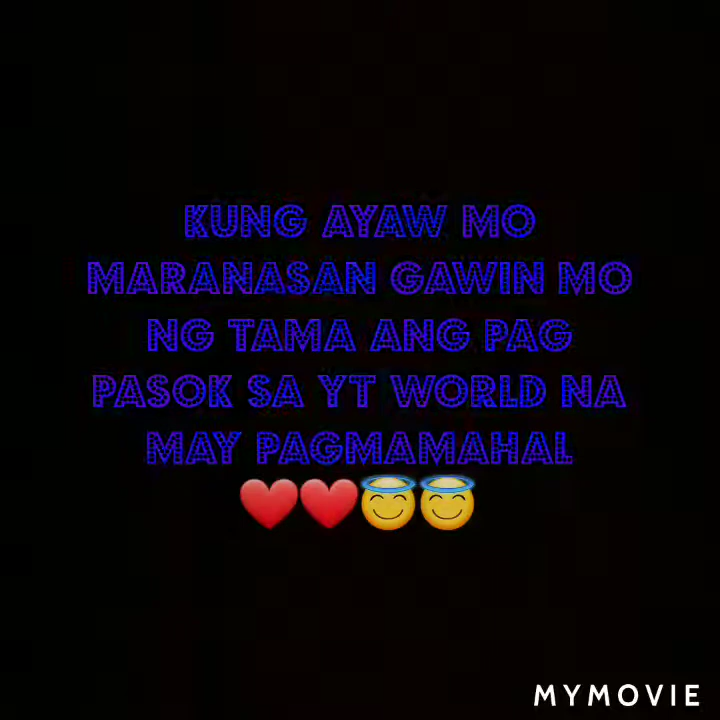 KUNG AYAW MO
MARANASAN GAWIN MO
NG TAMA ANG PAG
PASOK SA YT WORLD NA
MAY PAGMAMAHAL
❤️❤️😇😇
MYMOVIE